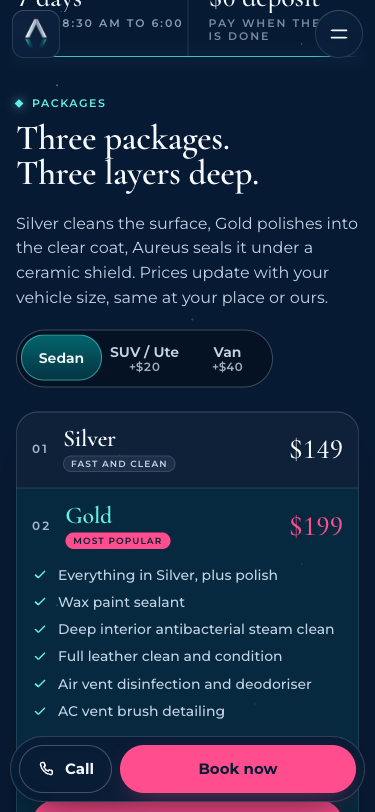 7 days
$0 deposit
8:30 AM TO 6:00
PAY WHEN THE
IS DONE
PACKAGES
Three packages.
Three layers deep.
Silver cleans the surface, Gold polishes into
the clear coat, Aureus seals it under a
ceramic shield. Prices update with your
vehicle size, same at your place or ours.
Sedan
SUV / Ute
+$20
Van
+$40
01
Silver
FAST AND CLEAN
$149
02
Gold
MOST POPULAR
$199
Everything in Silver, plus polish
Wax paint sealant
Deep interior antibacterial steam clean
Full leather clean and condition
Air vent disinfection and deodoriser
AC vent brush detailing
Call
Book now